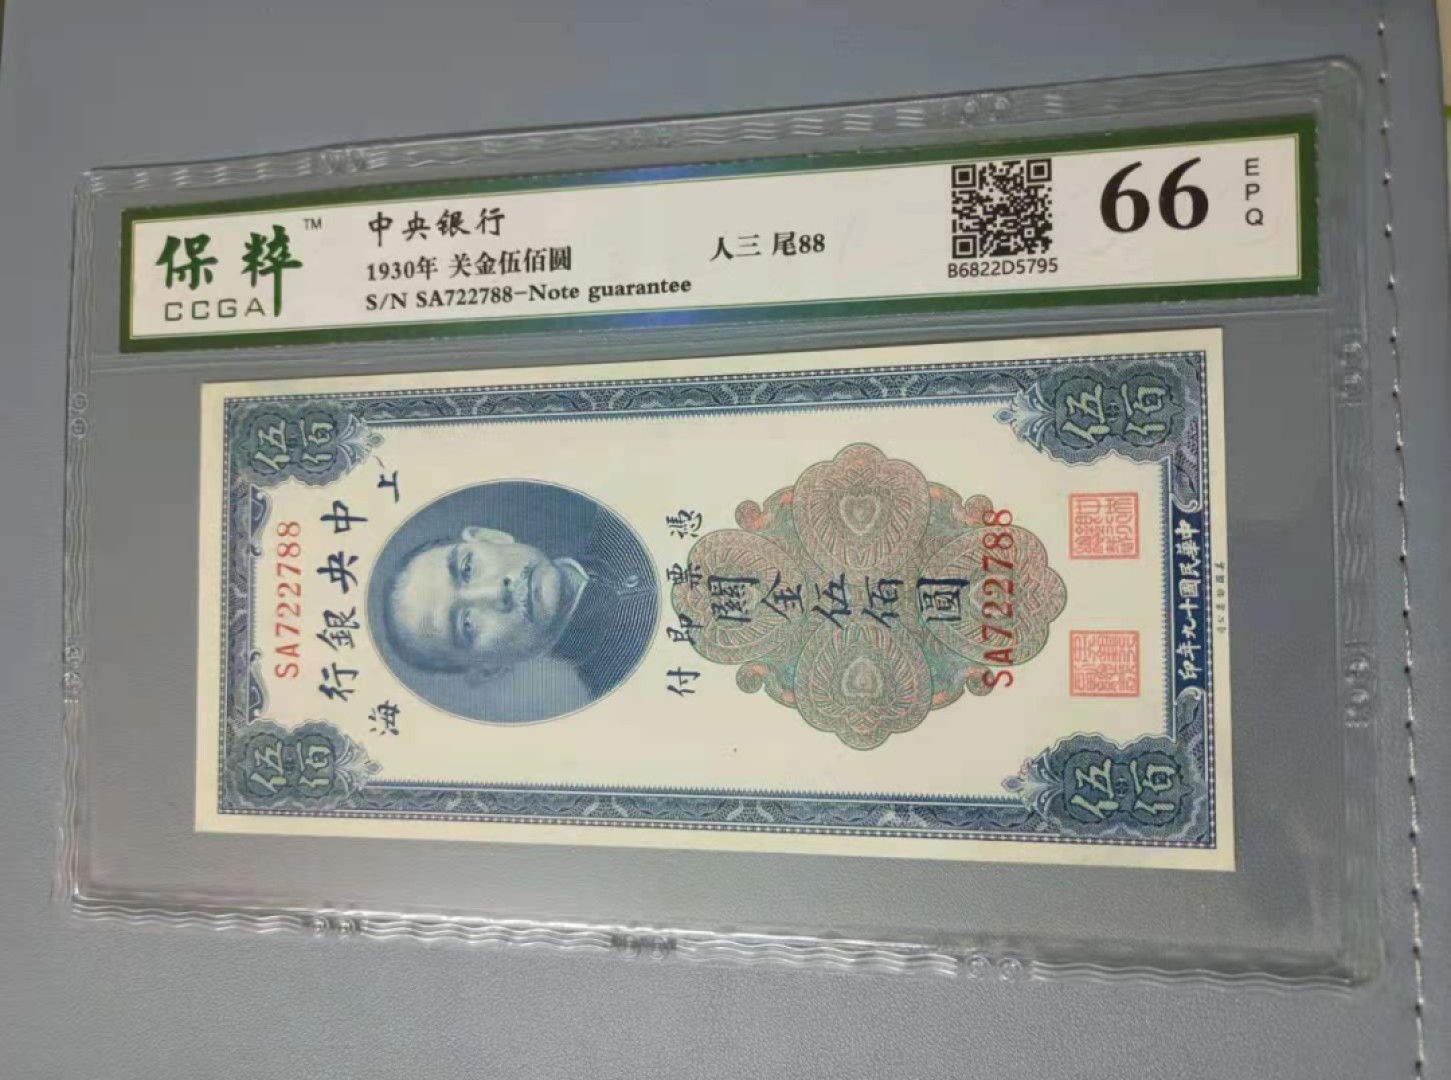 保粹™
CCGA
中央银行
1930年 关金伍佰圆
S/N SA722788-Note guarantee
人三 尾88
B6822D5795
66
EPQ
伍佰
伍佰
SA722788
中央銀行
上海
憑票即付
關金伍佰圓
SA722788
中華民國十九年印
伍佰
伍佰